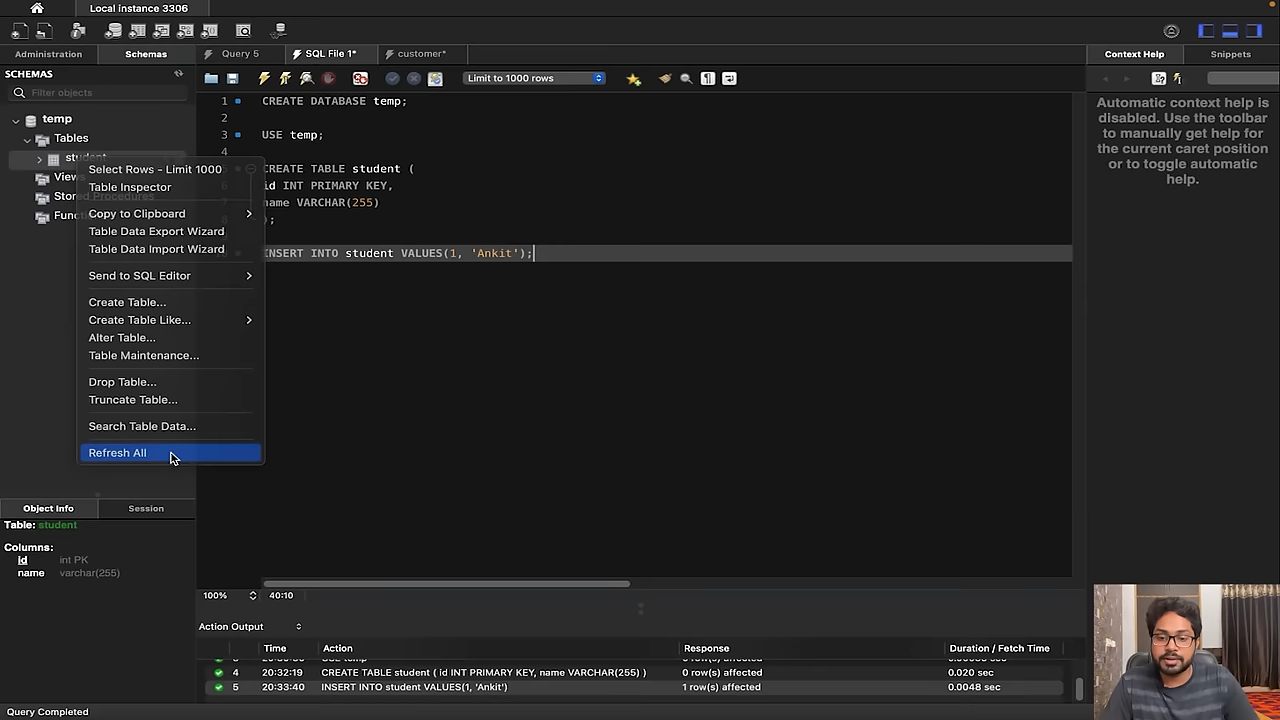 Local instance 3306
Administration
Schemas
Query 5
SQL File 1*
customer*
Context Help
Snippets
SCHEMAS
Filter objects
Limit to 1000 rows
temp
Tables
student
Views
Stored Procedures
Functi
Select Rows - Limit 1000
Table Inspector
Copy to Clipboard
Table Data Export Wizard
Table Data Import Wizard
Send to SQL Editor
Create Table...
Create Table Like...
Alter Table...
Table Maintenance...
Drop Table...
Truncate Table...
Search Table Data...
Refresh All
1 CREATE DATABASE temp;
2
3 USE temp;
4
5 CREATE TABLE student (
id INT PRIMARY KEY,
name VARCHAR(255)
);
INSERT INTO student VALUES(1, 'Ankit');
Automatic context help is
disabled. Use the toolbar
to manually get help for
the current caret position
or to toggle automatic
help.
Object Info
Session
Table: student
Columns:
id int PK
name varchar(255)
100%
40:10
Action Output
Time Action Response Duration / Fetch Time
4 20:32:19 CREATE TABLE student ( id INT PRIMARY KEY, name VARCHAR(255) ) 0 row(s) affected 0.020 sec
5 20:33:40 INSERT INTO student VALUES(1, 'Ankit') 1 row(s) affected 0.0048 sec
Query Completed